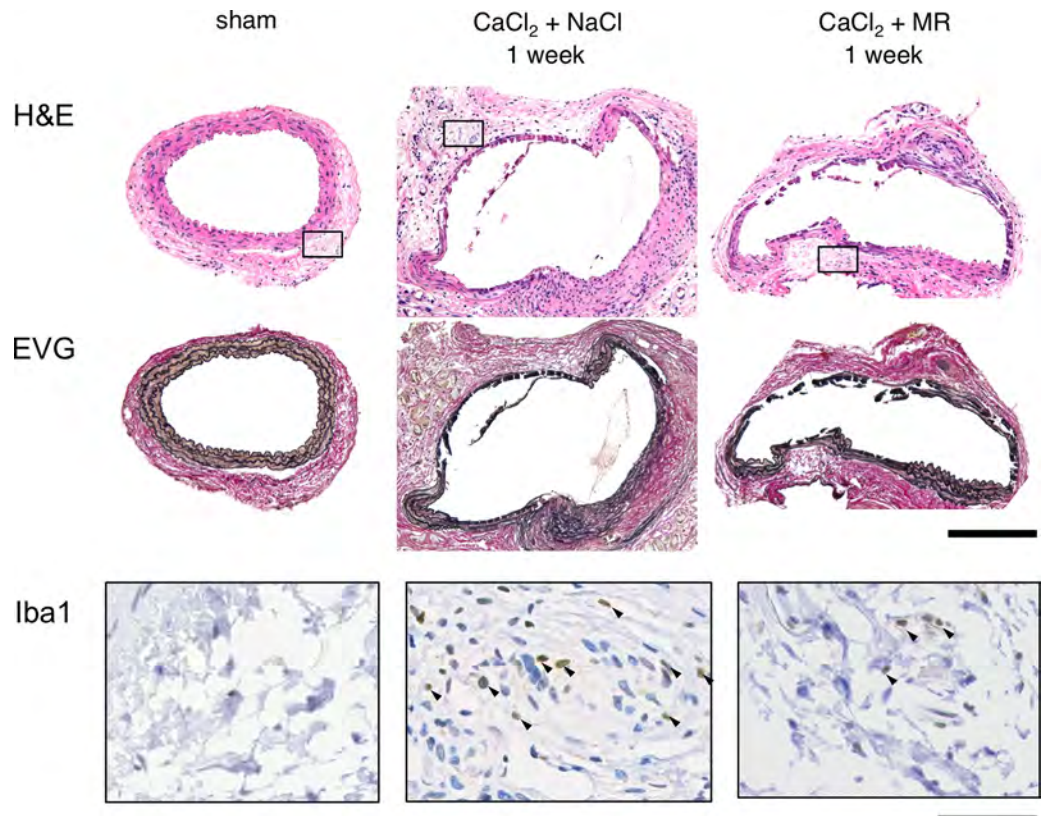 sham
CaCl₂ + NaCl
1 week
CaCl₂ + MR
1 week
H&E
EVG
Iba1